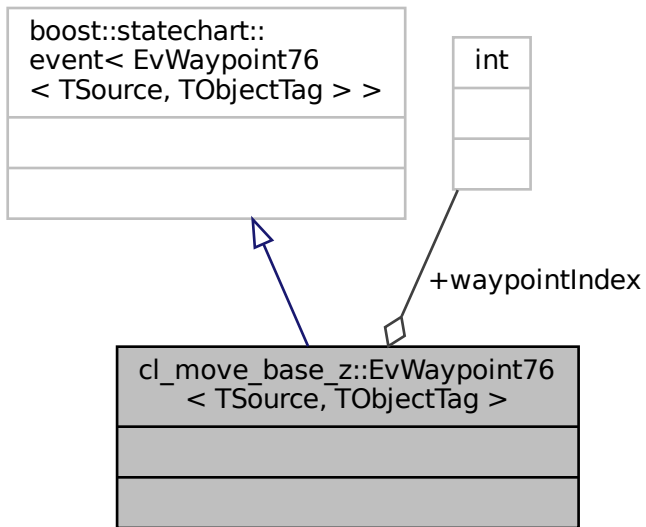 boost::statechart::
event< EvWaypoint76
< TSource, TObjectTag > >
int
+waypointIndex
cl_move_base_z::EvWaypoint76
< TSource, TObjectTag >